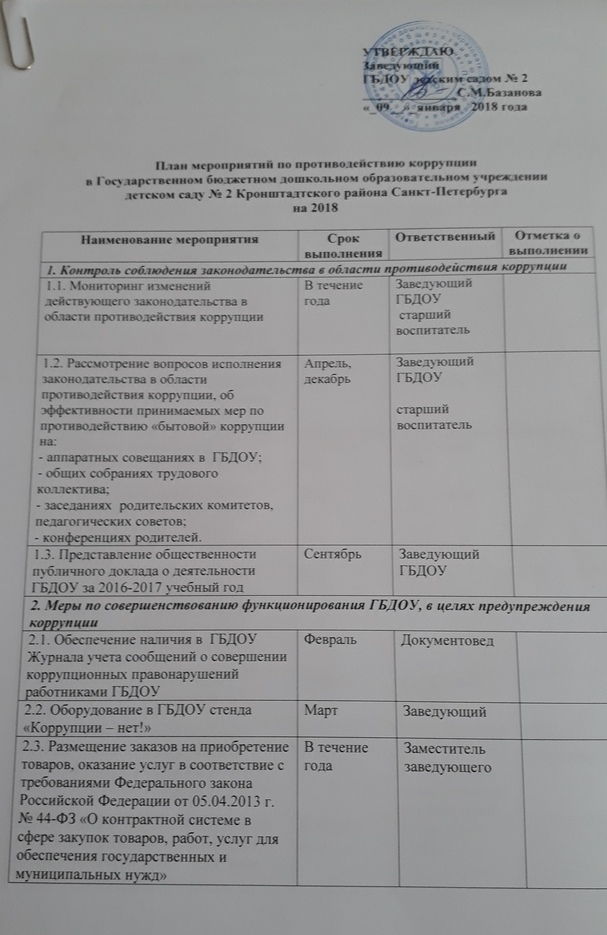 УТВЕРЖДАЮ
Заведующий
ГБДОУ детским садом № 2
С.М.Базанова
«_09_ » января 2018 года
План мероприятий по противодействию коррупции
в Государственном бюджетном дошкольном образовательном учреждении
детском саду № 2 Кронштадтского района Санкт-Петербурга
на 2018
Наименование мероприятия Срок выполнения Ответственный Отметка о выполнении
1. Контроль соблюдения законодательства в области противодействия коррупции
1.1. Мониторинг изменений
действующего законодательства в
области противодействия коррупции
В течение
года
Заведующий
ГБДОУ
старший
воспитатель
1.2. Рассмотрение вопросов исполнения
законодательства в области
противодействия коррупции, об
эффективности принимаемых мер по
противодействию «бытовой» коррупции
на:
- аппаратных совещаниях в ГБДОУ;
- общих собраниях трудового
коллектива;
- заседаниях родительских комитетов,
педагогических советов;
- конференциях родителей.
Апрель,
декабрь
Заведующий
ГБДОУ
старший
воспитатель
1.3. Представление общественности
публичного доклада о деятельности
ГБДОУ за 2016-2017 учебный год
Сентябрь
Заведующий
ГБДОУ
2. Меры по совершенствованию функционирования ГБДОУ, в целях предупреждения
коррупции
2.1. Обеспечение наличия в ГБДОУ
Журнала учета сообщений о совершении
коррупционных правонарушений
работниками ГБДОУ
Февраль
Документовед
2.2. Оборудование в ГБДОУ стенда
«Коррупции – нет!»
Март
Заведующий
2.3. Размещение заказов на приобретение
товаров, оказание услуг в соответствие с
требованиями Федерального закона
Российской Федерации от 05.04.2013 г.
№ 44-ФЗ «О контрактной системе в
сфере закупок товаров, работ, услуг для
обеспечения государственных и
муниципальных нужд»
В течение
года
Заместитель
заведующего